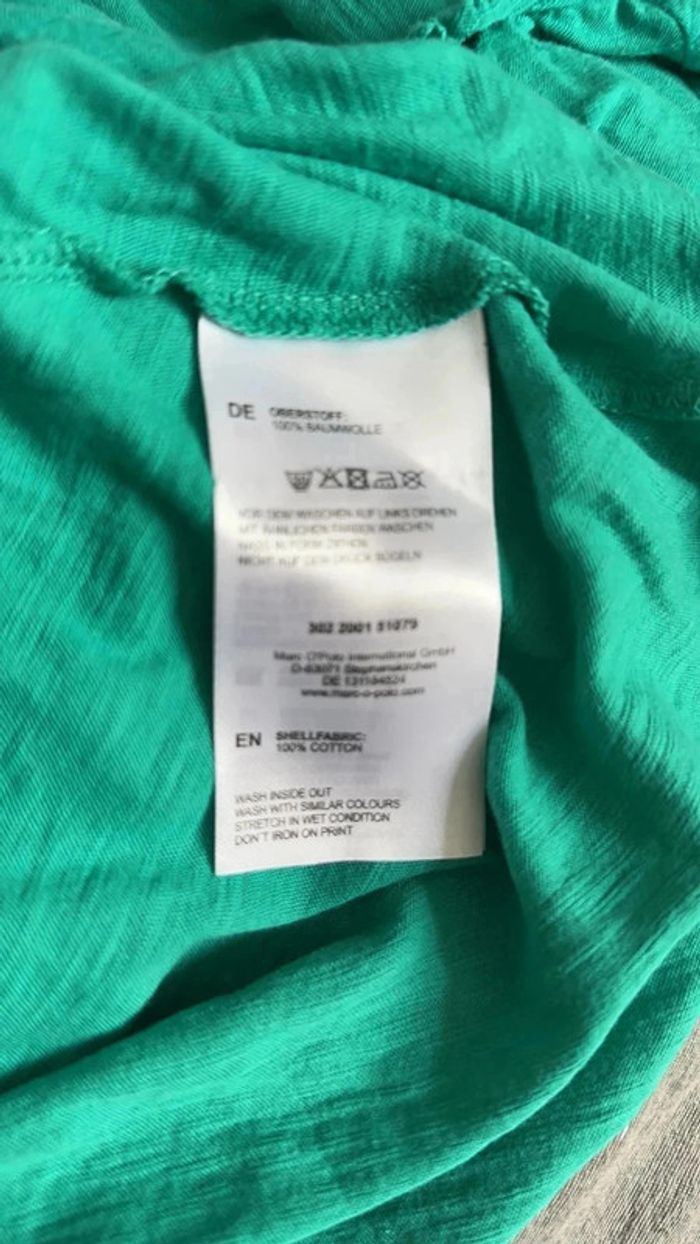 DE OBERSTOFF:
100% BAUMWOLLE
VOR DEM WASCHEN AUF LINKS DREHEN
MIT ÄHNLICHEN FARBEN WASCHEN
NASS IN FORM ZIEHEN
NICHT AUF DEM DRUCK BÜGELN
302 2001 51079
Marc O'Polo International GmbH
D-83071 Stephanskirchen
DE 131184024
www.marc-o-polo.com
EN SHELLFABRIC:
100% COTTON
WASH INSIDE OUT
WASH WITH SIMILAR COLOURS
STRETCH IN WET CONDITION
DON'T IRON ON PRINT